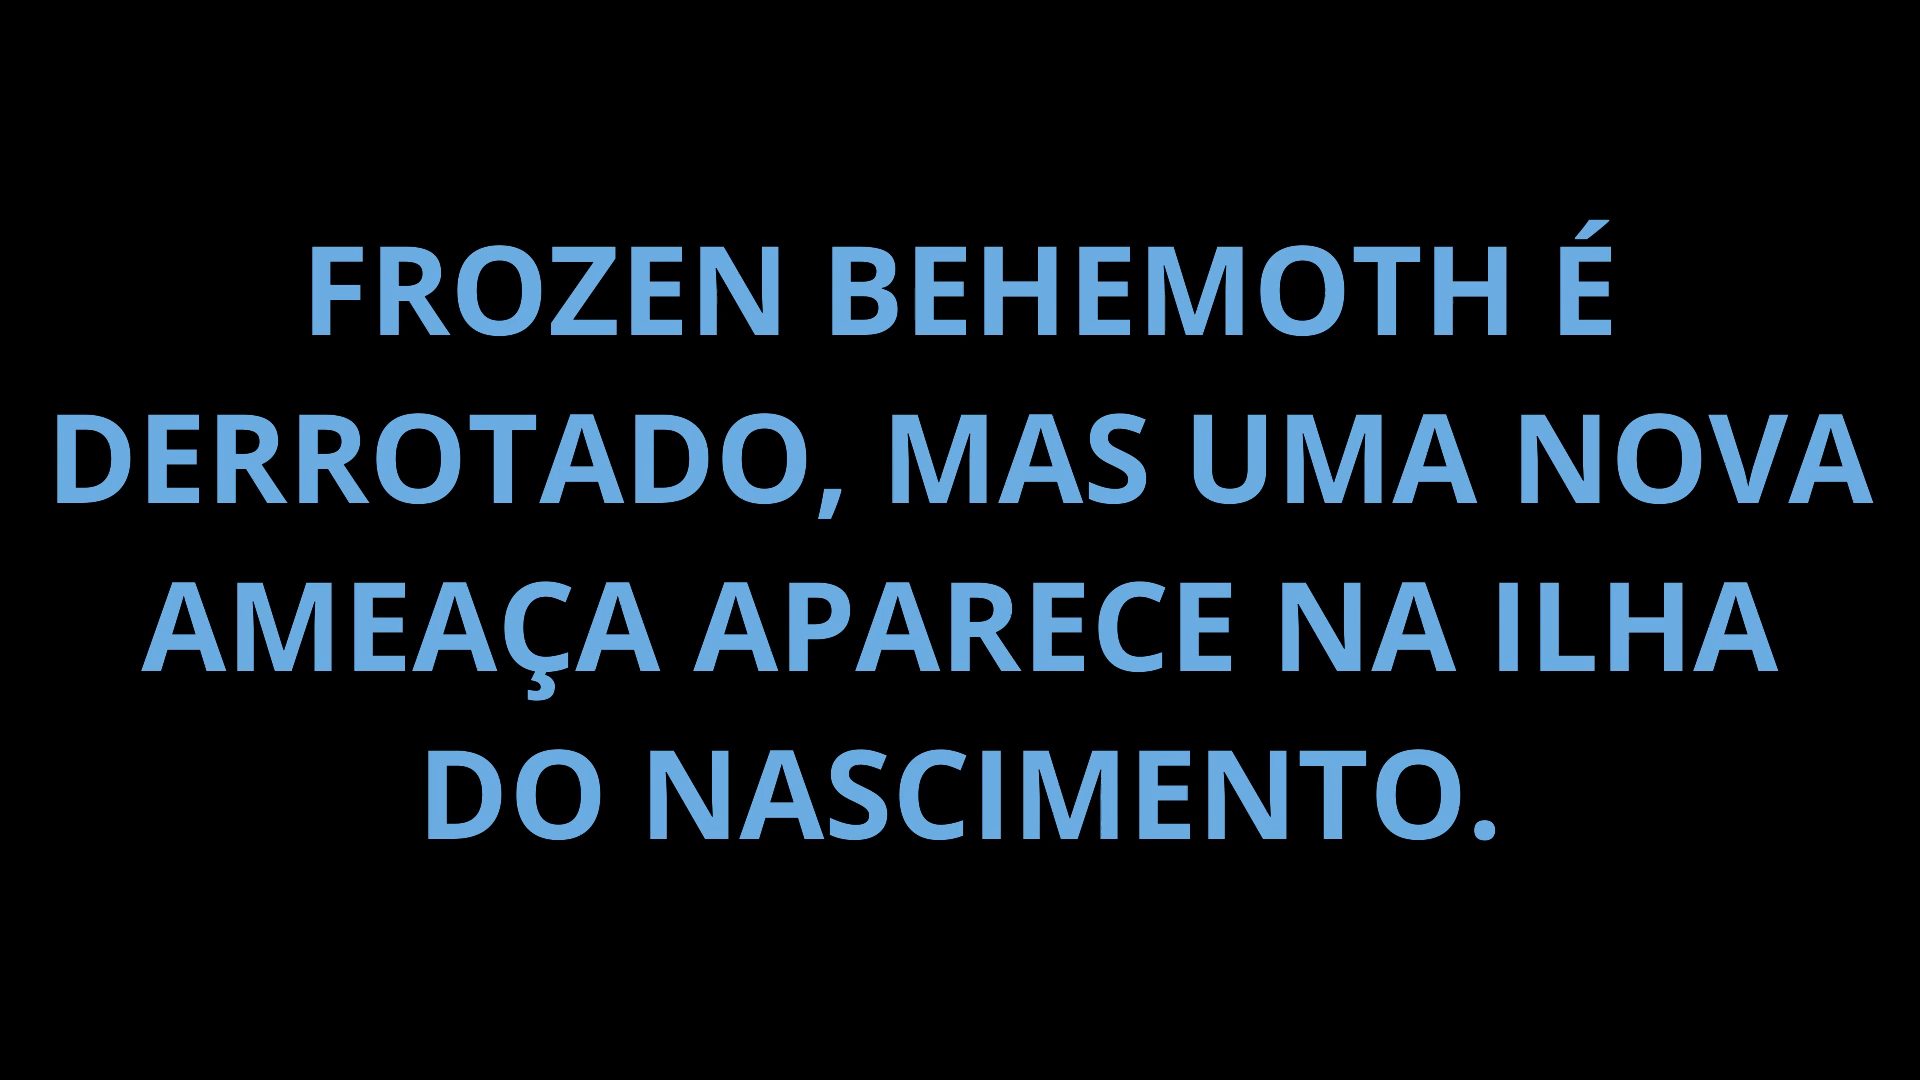 FROZEN BEHEMOTH É
DERROTADO, MAS UMA NOVA
AMEAÇA APARECE NA ILHA
DO NASCIMENTO.